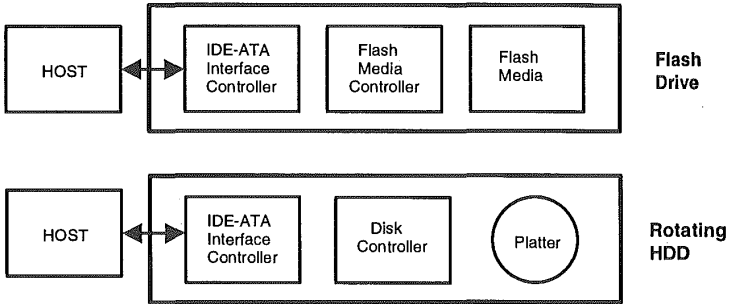 HOST
IDE-ATA
Interface
Controller
Flash
Media
Controller
Flash
Media
Flash
Drive
HOST
IDE-ATA
Interface
Controller
Disk
Controller
Platter
Rotating
HDD